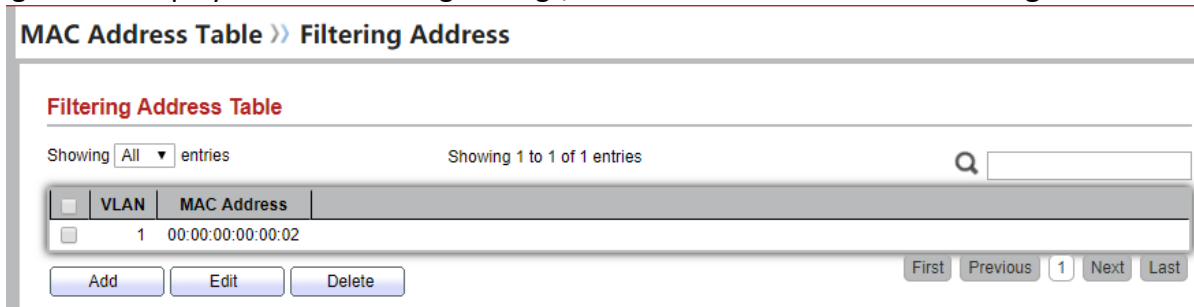 MAC Address Table 》 Filtering Address
Filtering Address Table
Showing All ▼ entries Showing 1 to 1 of 1 entries
VLAN MAC Address
1 00:00:00:00:00:02
Add Edit Delete First Previous 1 Next Last